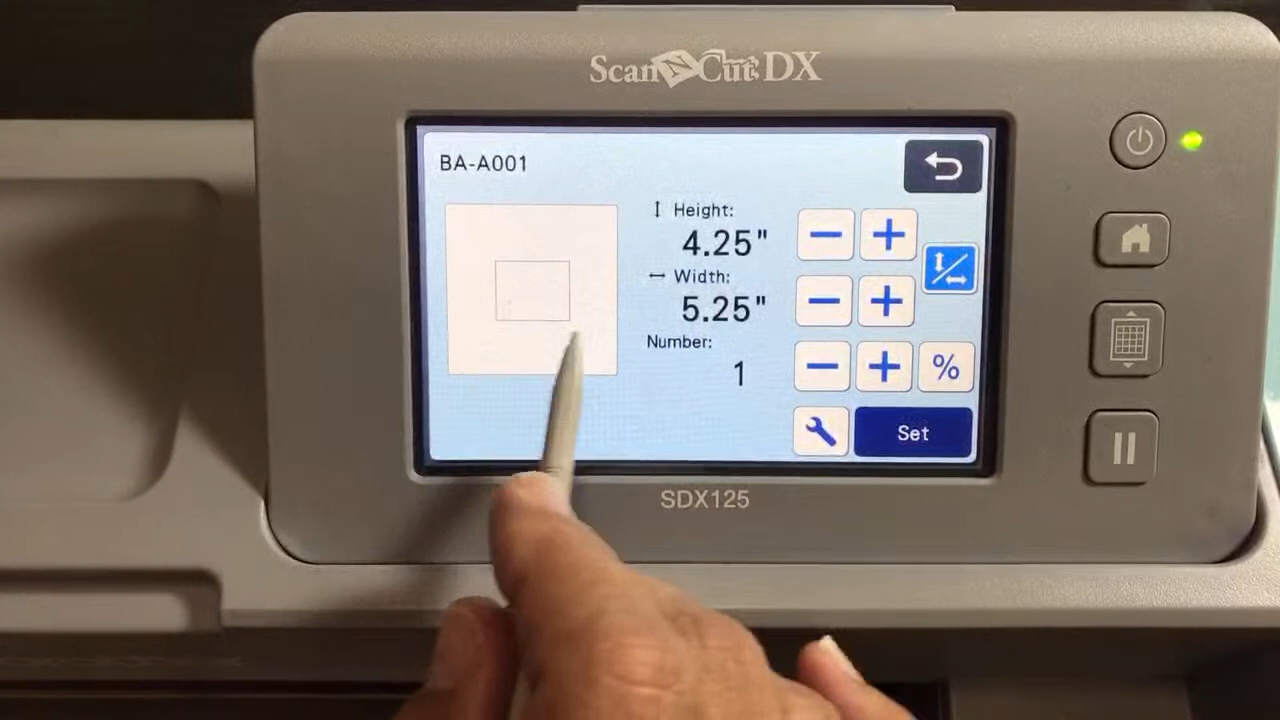 ScanNCut DX
BA-A001
Height:
4.25"
Width:
5.25"
Number:
1
%
Set
SDX125